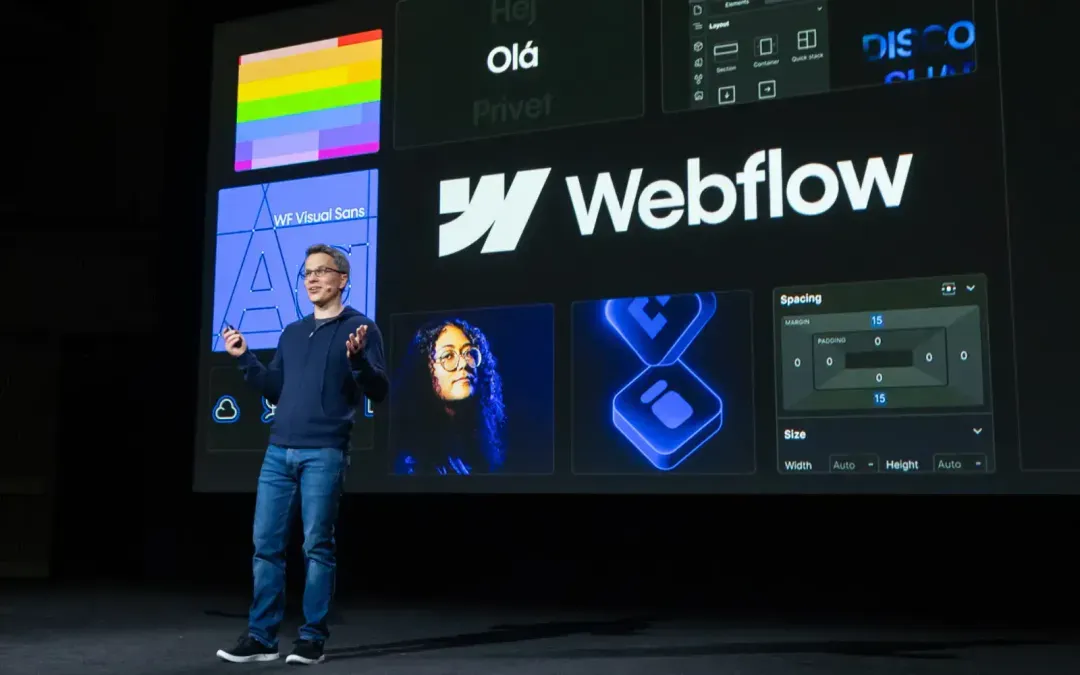 Hej
Olá
Privet
Elements
Layout
Section
Container
Quick stack
DISCO
WF Visual Sans
Webflow
Spacing
MARGIN
15
PADDING
0
0
0
0
0
0
15
Size
Width
Auto
-
Height
Auto
-